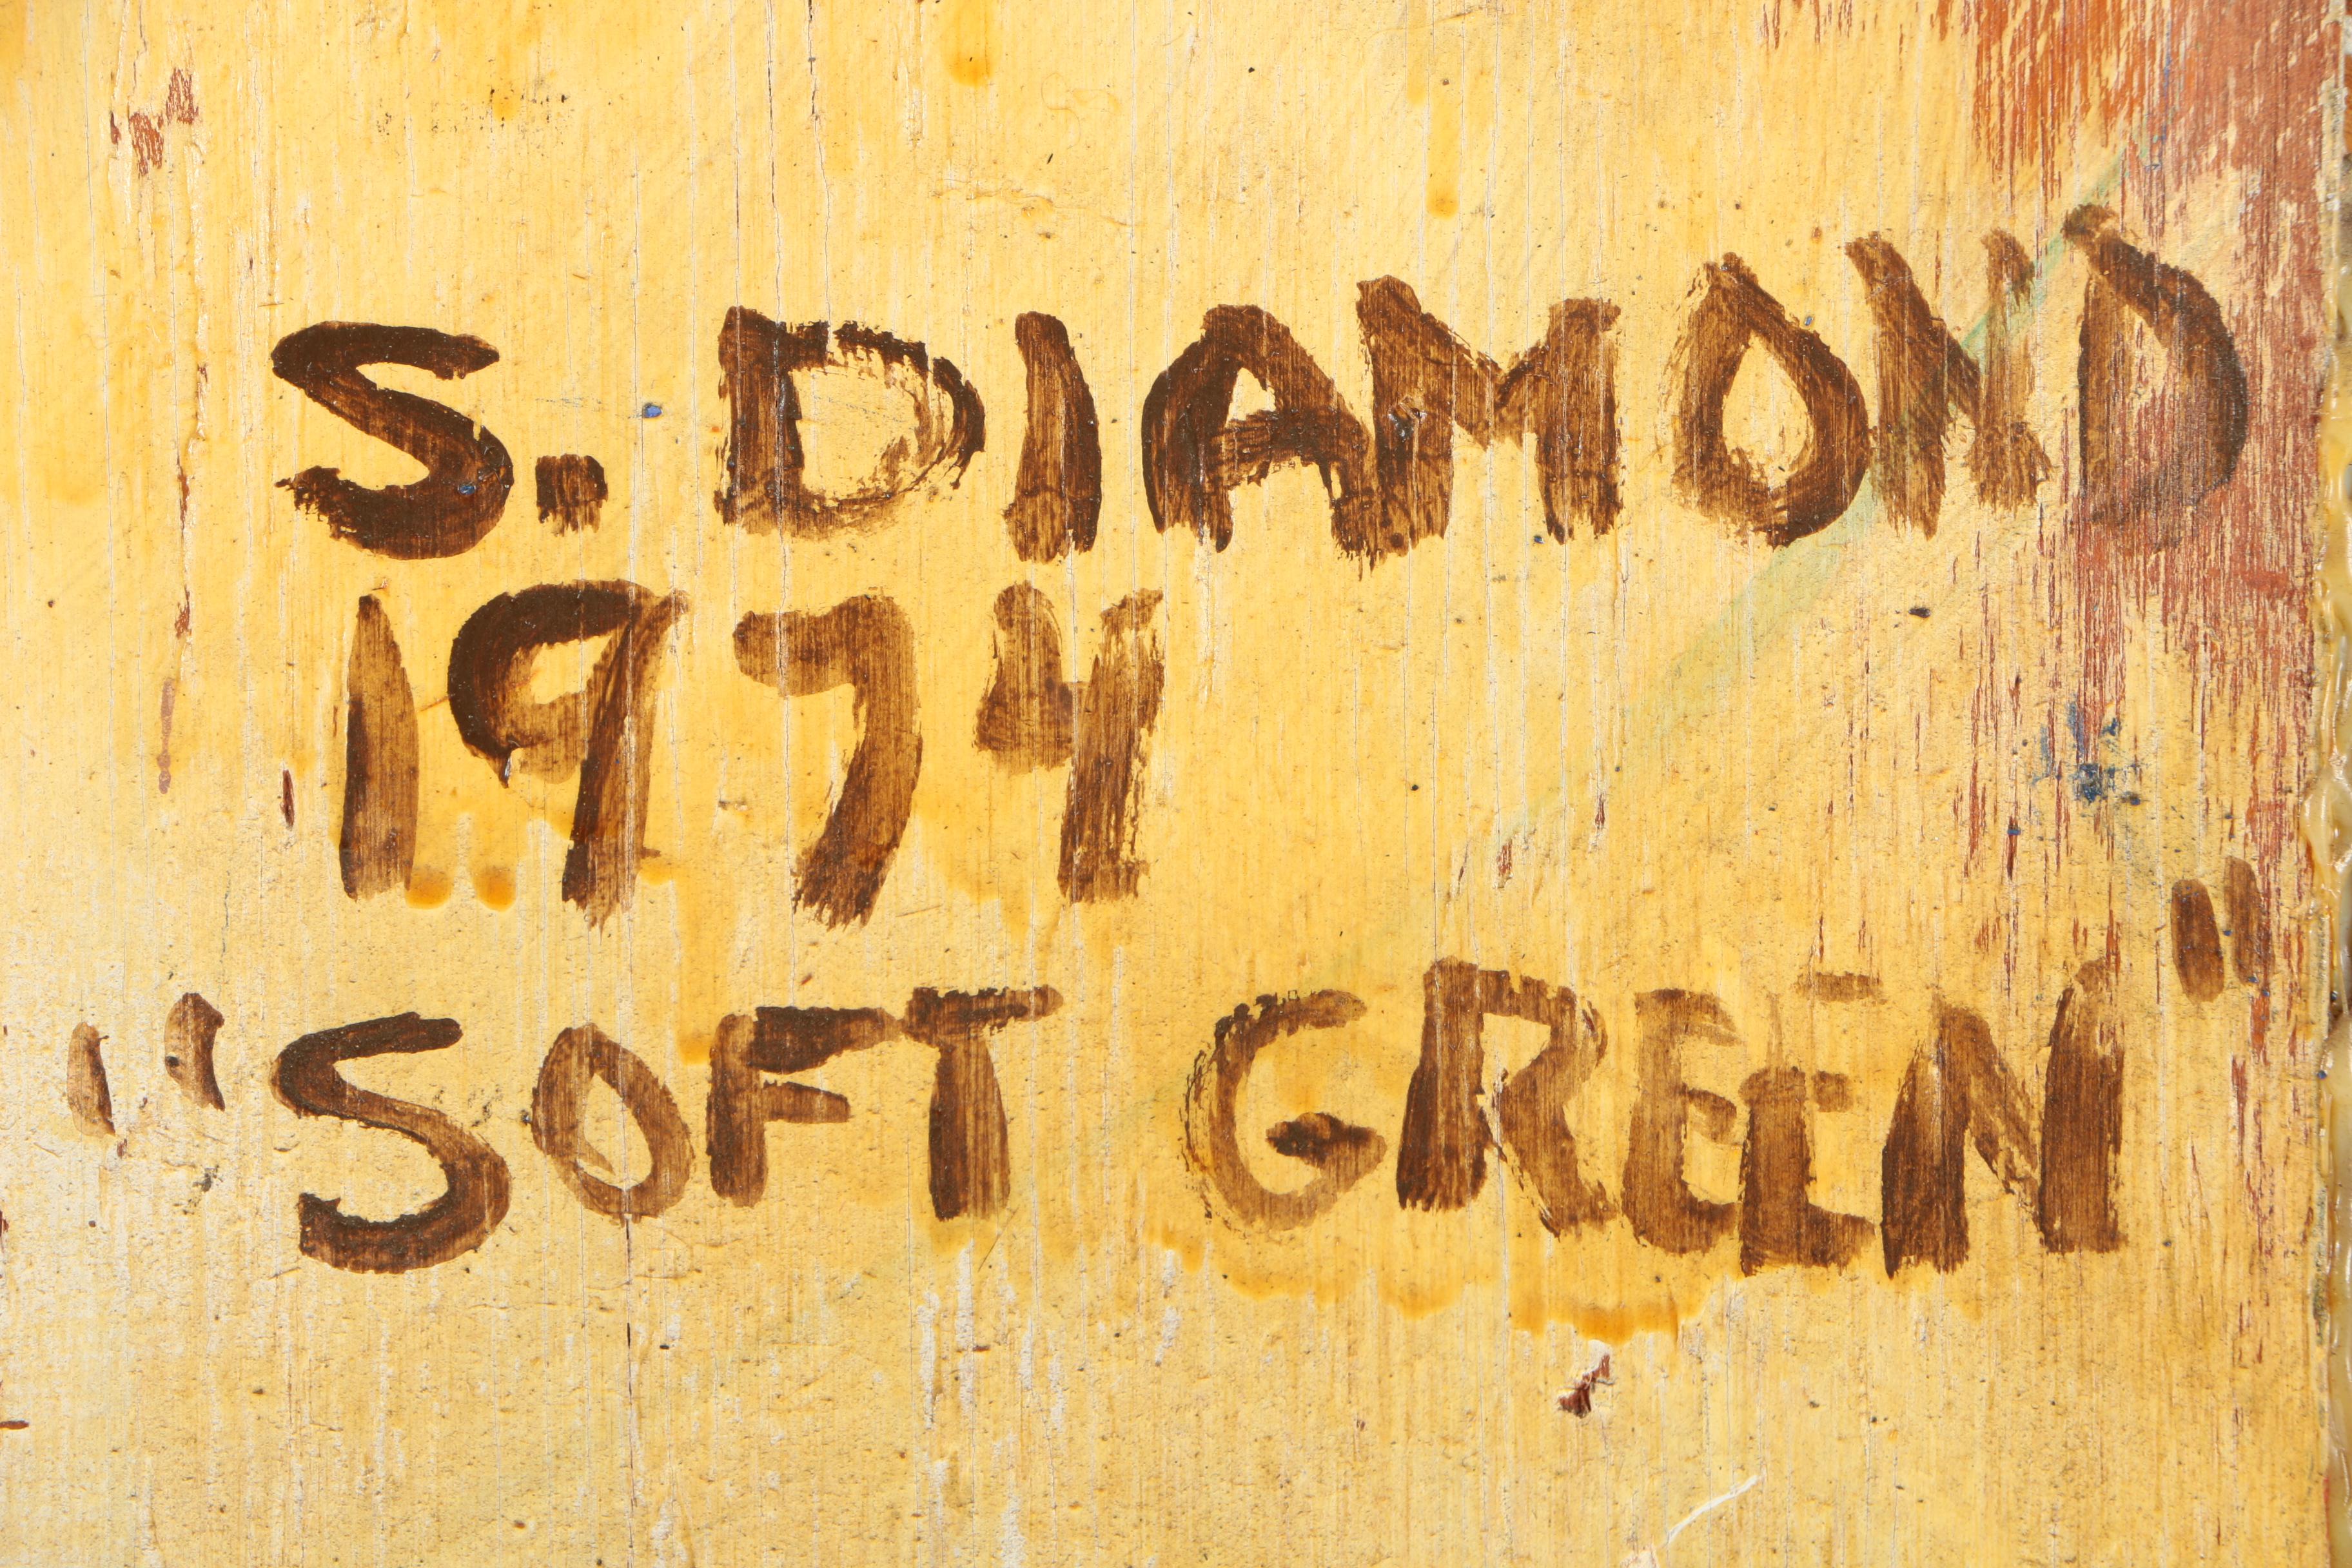 S. DIAMOND
1974
"SOFT GREEN"